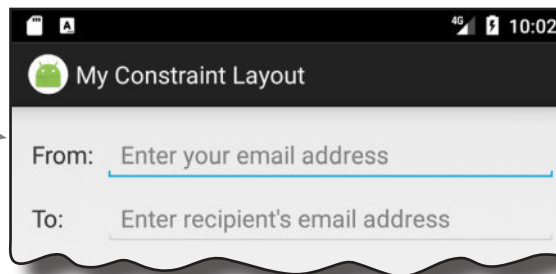 4G 10:02
My Constraint Layout
From: Enter your email address
To: Enter recipient's email address